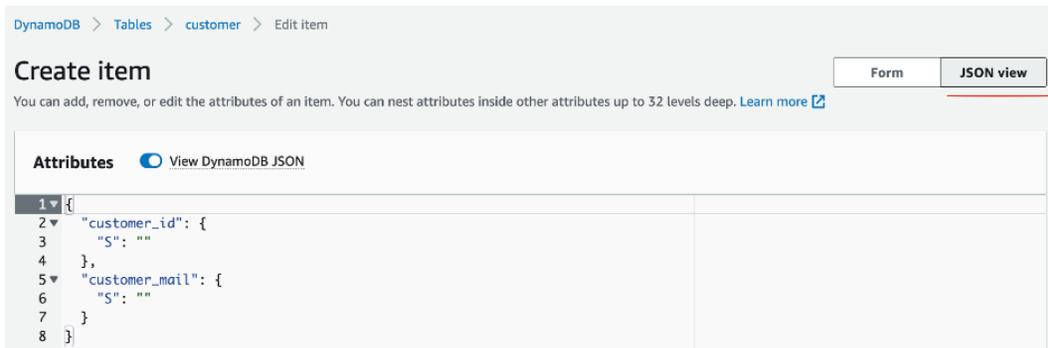 DynamoDB > Tables > customer > Edit item
Create item
Form
JSON view
You can add, remove, or edit the attributes of an item. You can nest attributes inside other attributes up to 32 levels deep. Learn more
Attributes
View DynamoDB JSON
1 {
2 "customer_id": {
3 "S": ""
4 },
5 "customer_mail": {
6 "S": ""
7 }
8 }